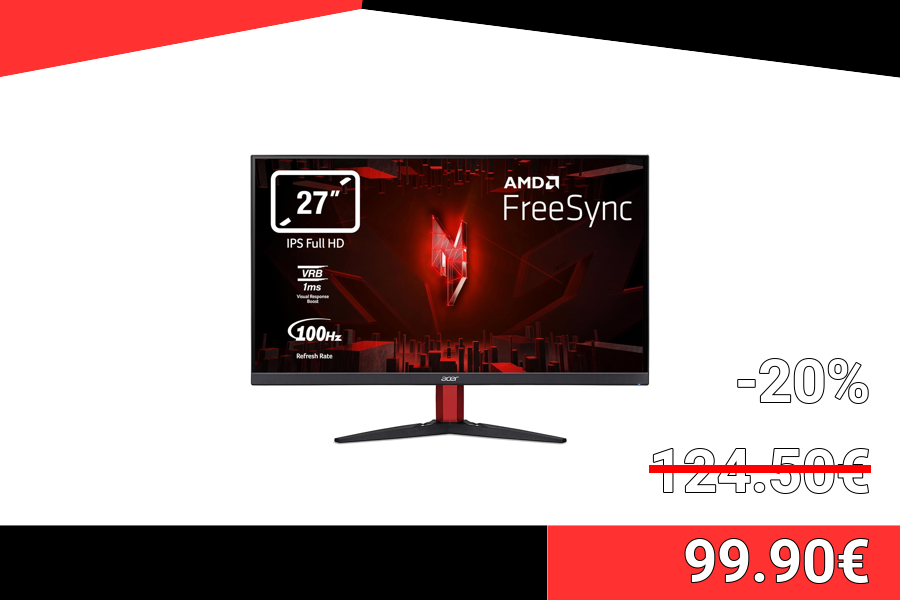 27"
IPS Full HD
VRB
1ms
Visual Response
Boost
100Hz
Refresh Rate
AMD
FreeSync
acer
-20%
124.50€
99.90€